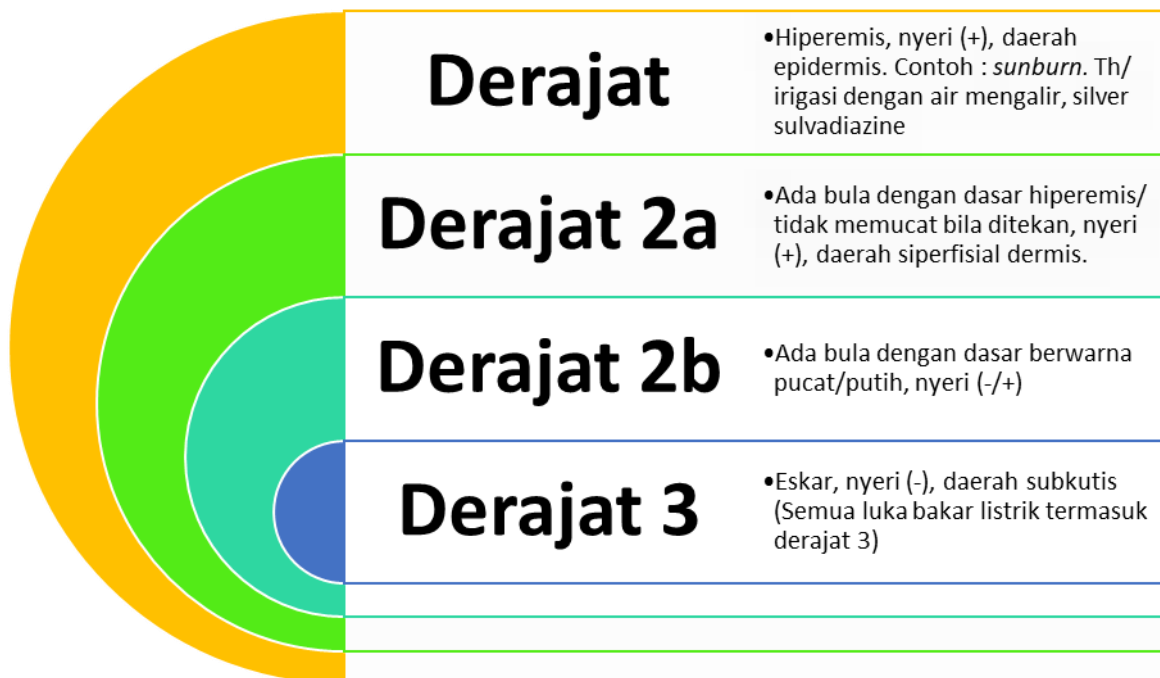 Derajat
•Hiperemis, nyeri (+), daerah
epidermis. Contoh : sunburn. Th/
irigasi dengan air mengalir, silver
sulvadiazine
Derajat 2a
•Ada bula dengan dasar hiperemis/
tidak memucat bila ditekan, nyeri
(+), daerah siperfisial dermis.
Derajat 2b
•Ada bula dengan dasar berwarna
pucat/putih, nyeri (-/+)
Derajat 3
•Eskar, nyeri (-), daerah subkutis
(Semua luka bakar listrik termasuk
derajat 3)